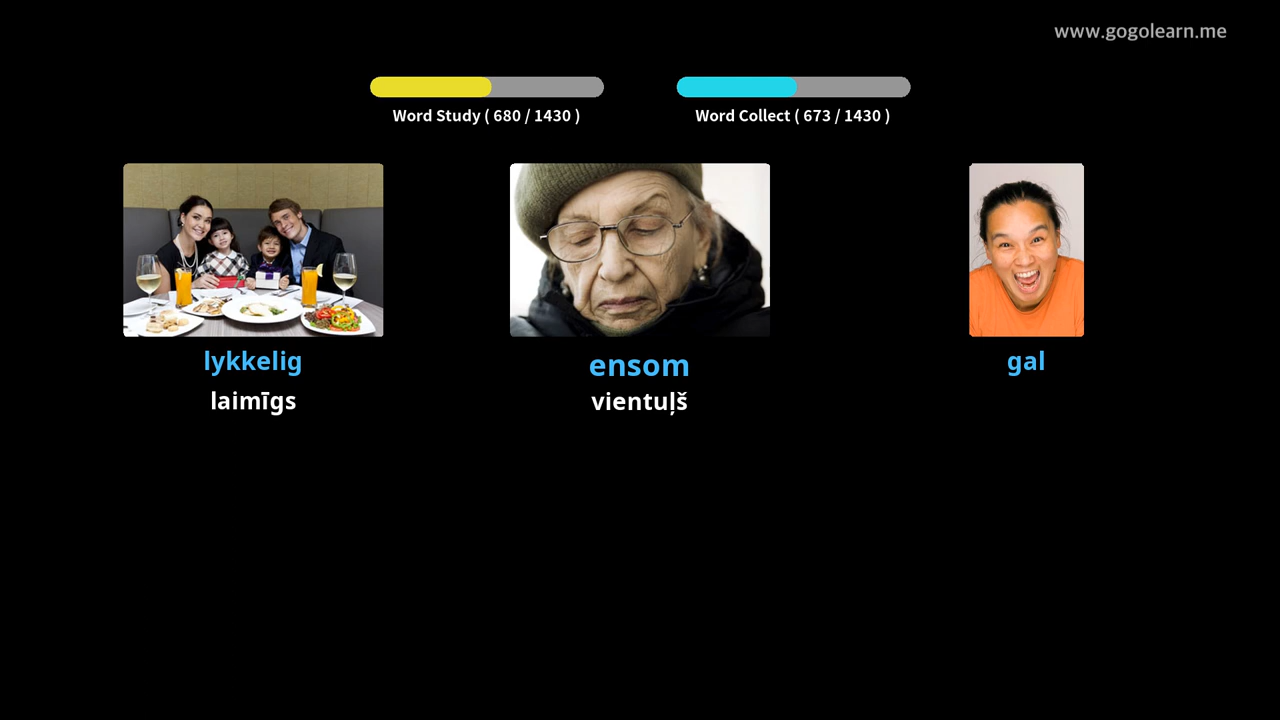 www.gogolearn.me
Word Study ( 680 / 1430 )
Word Collect ( 673 / 1430 )
lykkelig
laimīgs
ensom
vientuļš
gal